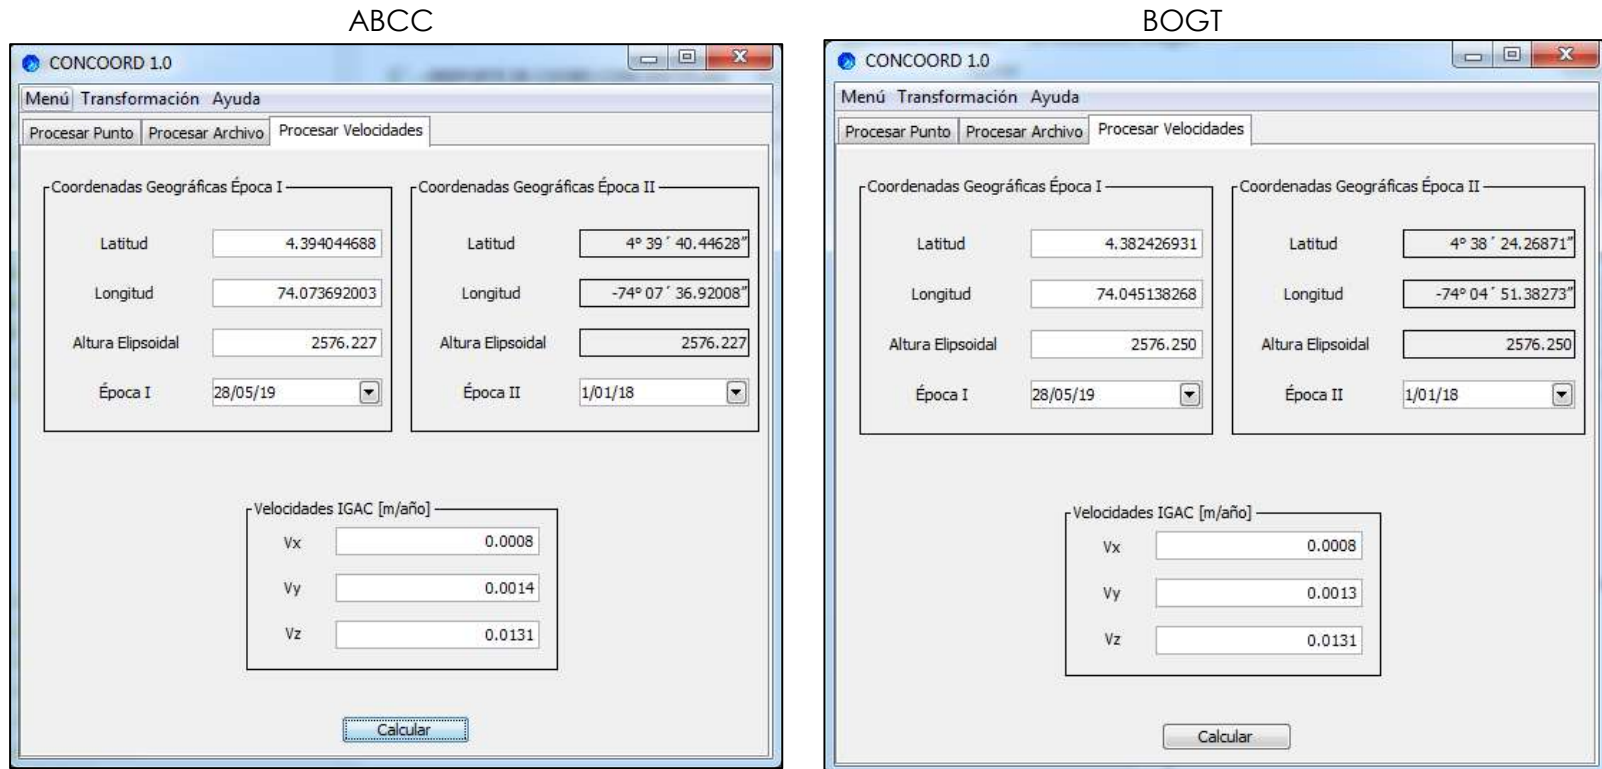 ABCC
CONCOORD 1.0
Menú Transformación Ayuda
Procesar Punto Procesar Archivo Procesar Velocidades
Coordenadas Geográficas Época I
Latitud 4.394044688
Longitud 74.073692003
Altura Elipsoidal 2576.227
Época I 28/05/19
Coordenadas Geográficas Época II
Latitud 4° 39´ 40.44628”
Longitud -74° 07´ 36.92008”
Altura Elipsoidal 2576.227
Época II 1/01/18
Velocidades IGAC [m/año]
Vx 0.0008
Vy 0.0014
Vz 0.0131
Calcular
BOGT
CONCOORD 1.0
Menú Transformación Ayuda
Procesar Punto Procesar Archivo Procesar Velocidades
Coordenadas Geográficas Época I
Latitud 4.382426931
Longitud 74.045138268
Altura Elipsoidal 2576.250
Época I 28/05/19
Coordenadas Geográficas Época II
Latitud 4° 38´ 24.26871”
Longitud -74° 04´ 51.38273”
Altura Elipsoidal 2576.250
Época II 1/01/18
Velocidades IGAC [m/año]
Vx 0.0008
Vy 0.0013
Vz 0.0131
Calcular